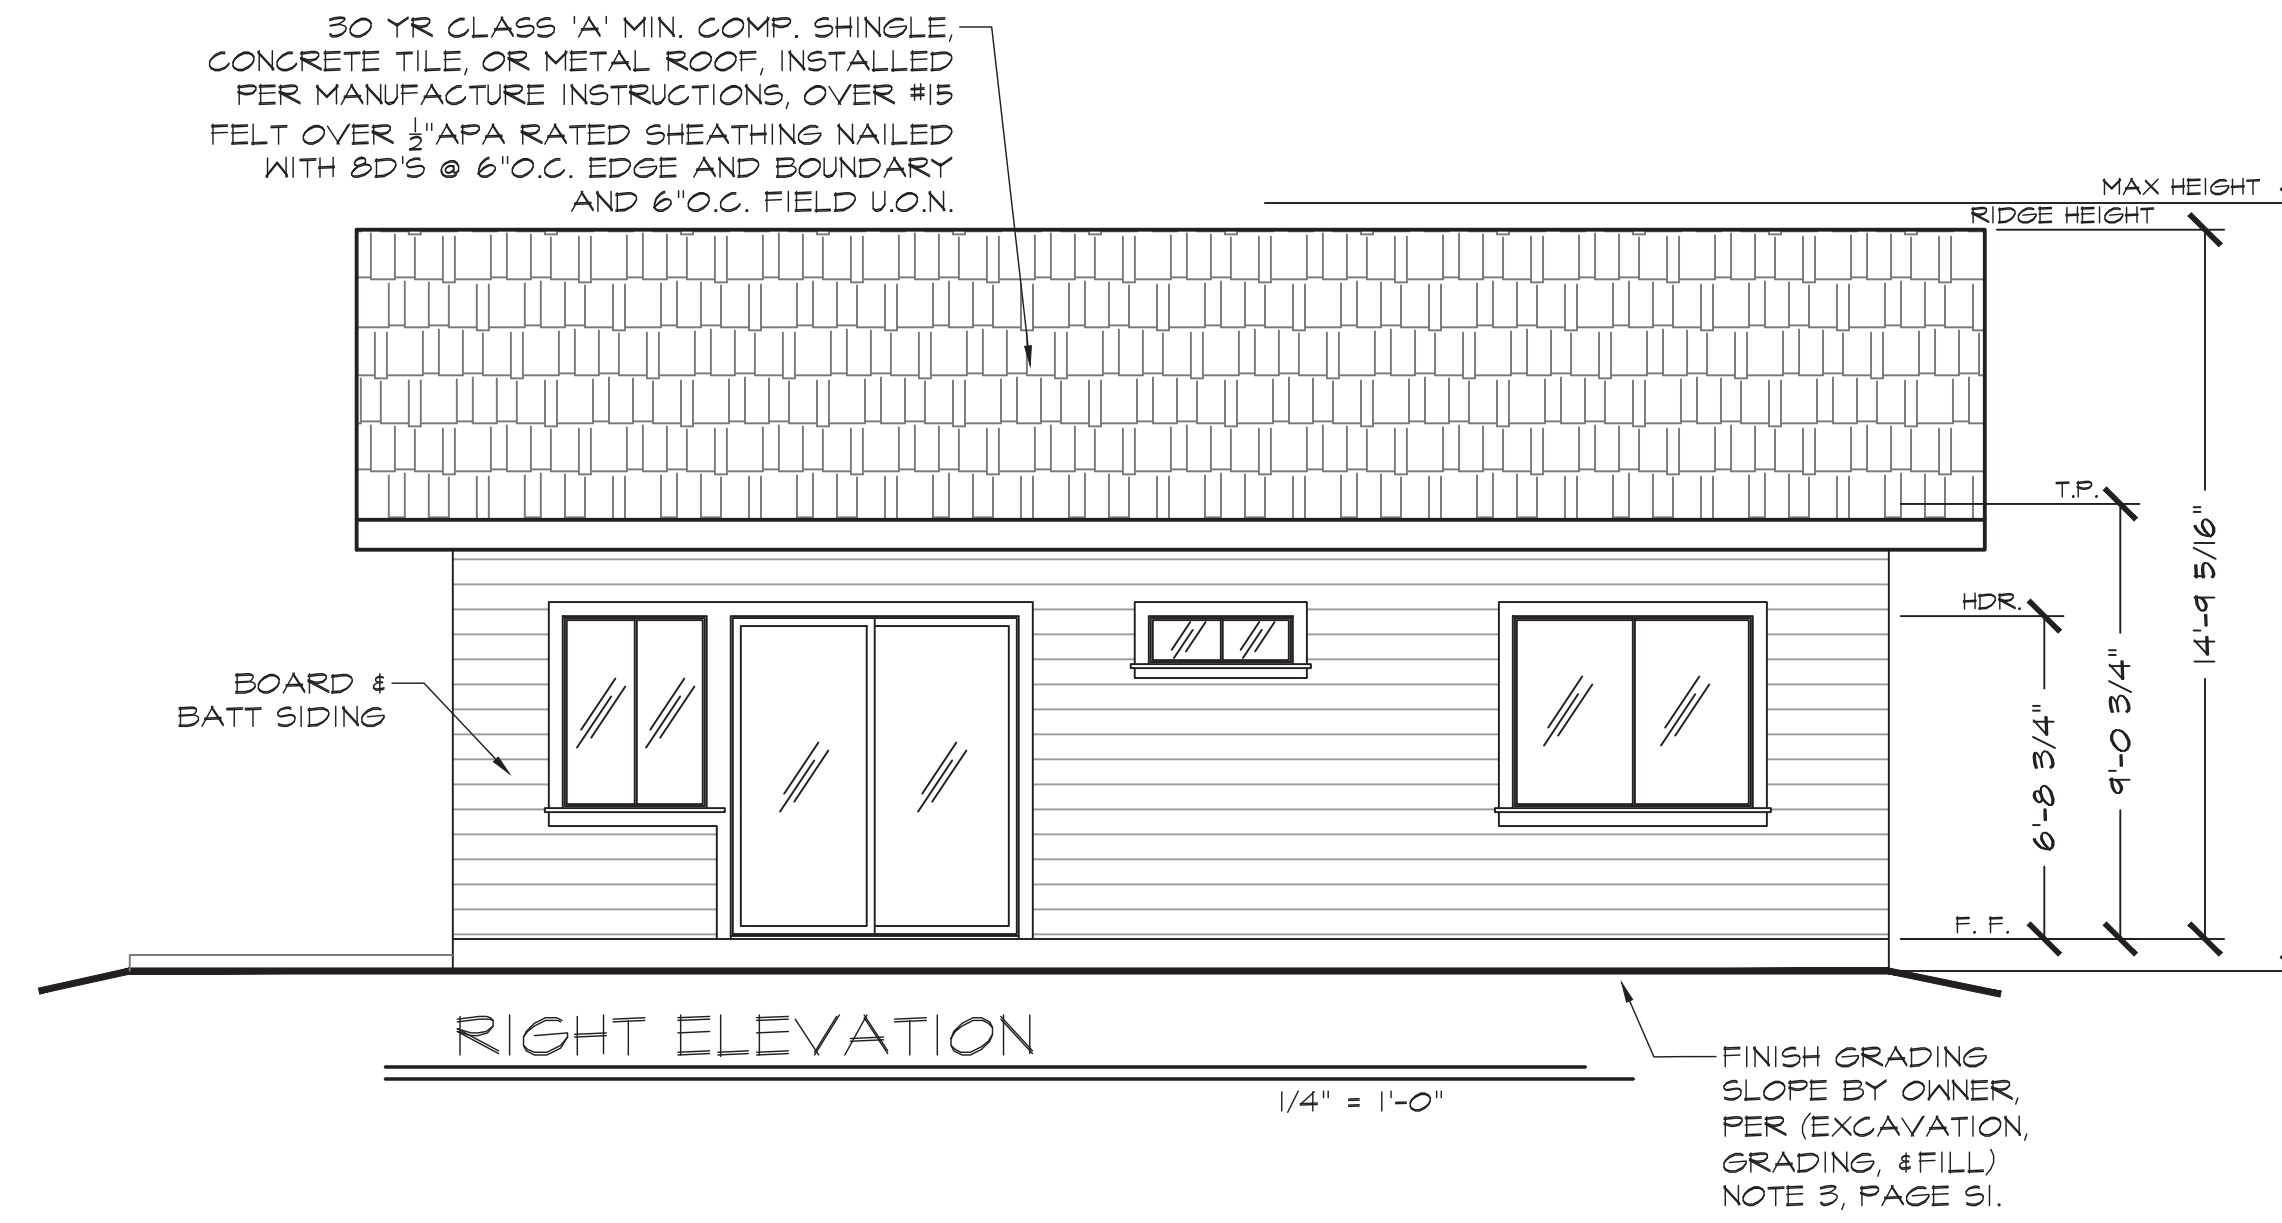 30 YR CLASS 'A' MIN. COMP. SHINGLE,
CONCRETE TILE, OR METAL ROOF, INSTALLED
PER MANUFACTURE INSTRUCTIONS, OVER #15
FELT OVER ½"APA RATED SHEATHING NAILED
WITH 8D'S @ 6"O.C. EDGE AND BOUNDARY
AND 6"O.C. FIELD U.O.N.
MAX HEIGHT
RIDGE HEIGHT
T.P.
14'-9 5/16"
HDR.
9'-0 3/4"
6'-8 3/4"
BOARD &
BATT SIDING
F. F.
RIGHT ELEVATION
1/4" = 1'-0"
FINISH GRADING
SLOPE BY OWNER,
PER (EXCAVATION,
GRADING, &FILL)
NOTE 3, PAGE S1.